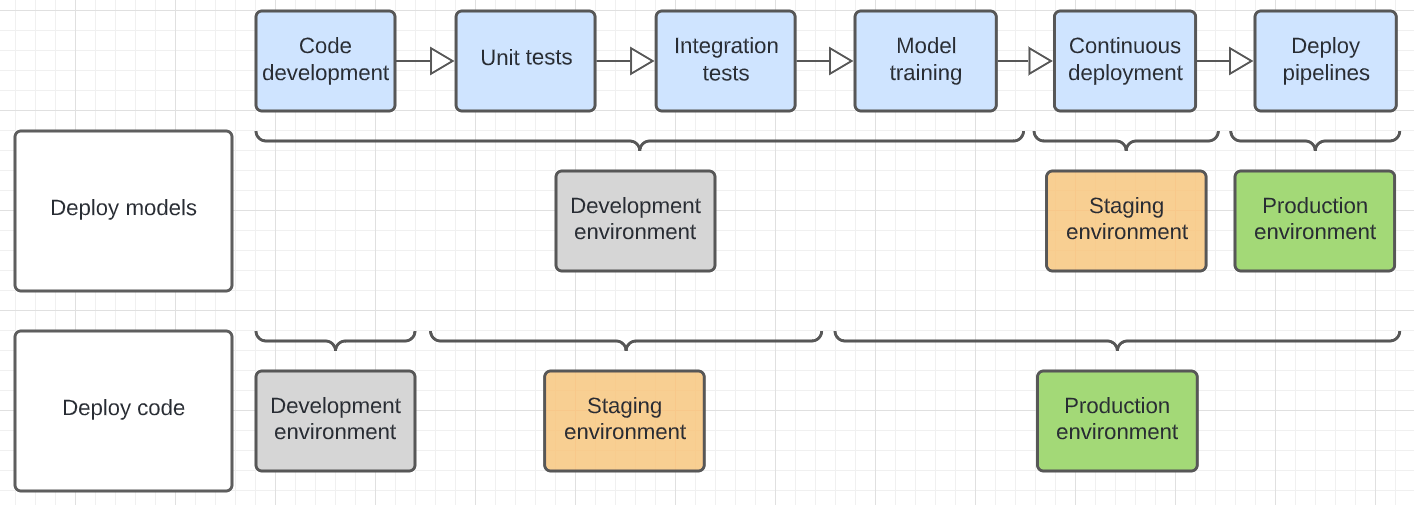 Code
development
Unit tests
Integration
tests
Model
training
Continuous
deployment
Deploy
pipelines
Deploy models
Development
environment
Staging
environment
Production
environment
Deploy code
Development
environment
Staging
environment
Production
environment